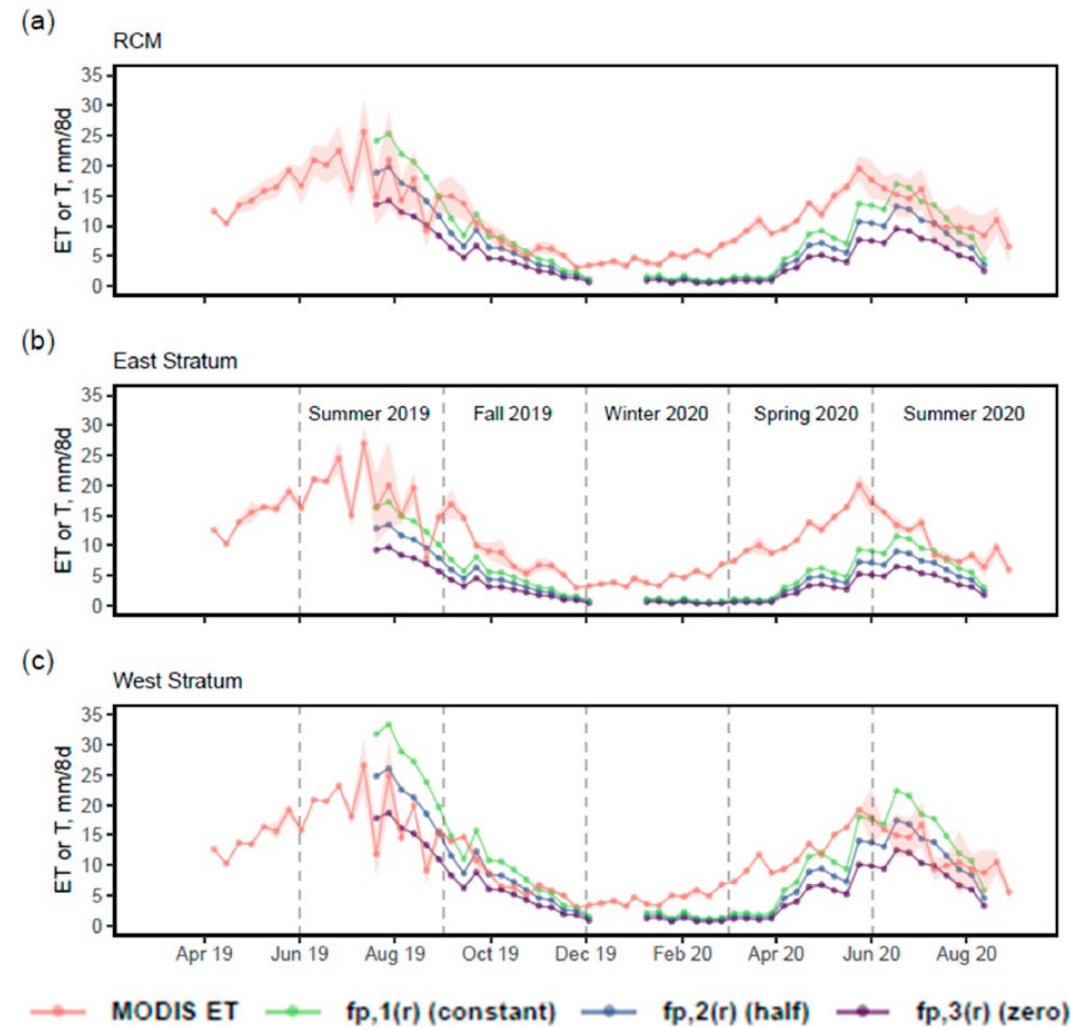 (a)
RCM
ET or T, mm/8d
35
30
25
20
15
10
5
0
(b)
East Stratum
ET or T, mm/8d
35
30
25
20
15
10
5
0
Summer 2019 Fall 2019 Winter 2020 Spring 2020 Summer 2020
(c)
West Stratum
ET or T, mm/8d
35
30
25
20
15
10
5
0
Apr 19 Jun 19 Aug 19 Oct 19 Dec 19 Feb 20 Apr 20 Jun 20 Aug 20
MODIS ET fp,1(r) (constant) fp,2(r) (half) fp,3(r) (zero)